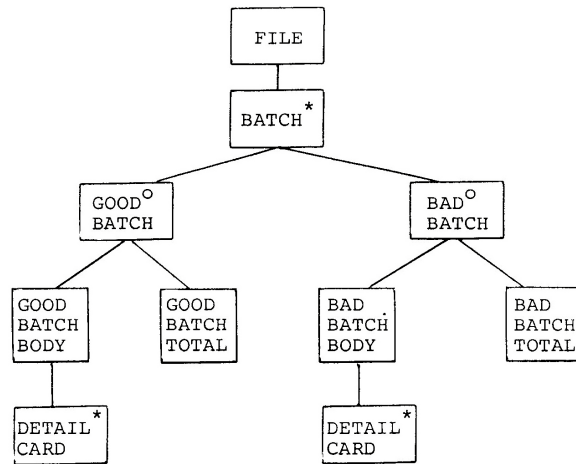 FILE
BATCH*
GOOD°
BATCH
BAD°
BATCH
GOOD
BATCH
BODY
GOOD
BATCH
TOTAL
BAD
BATCH
BODY
BAD
BATCH
TOTAL
DETAIL*
CARD
DETAIL*
CARD